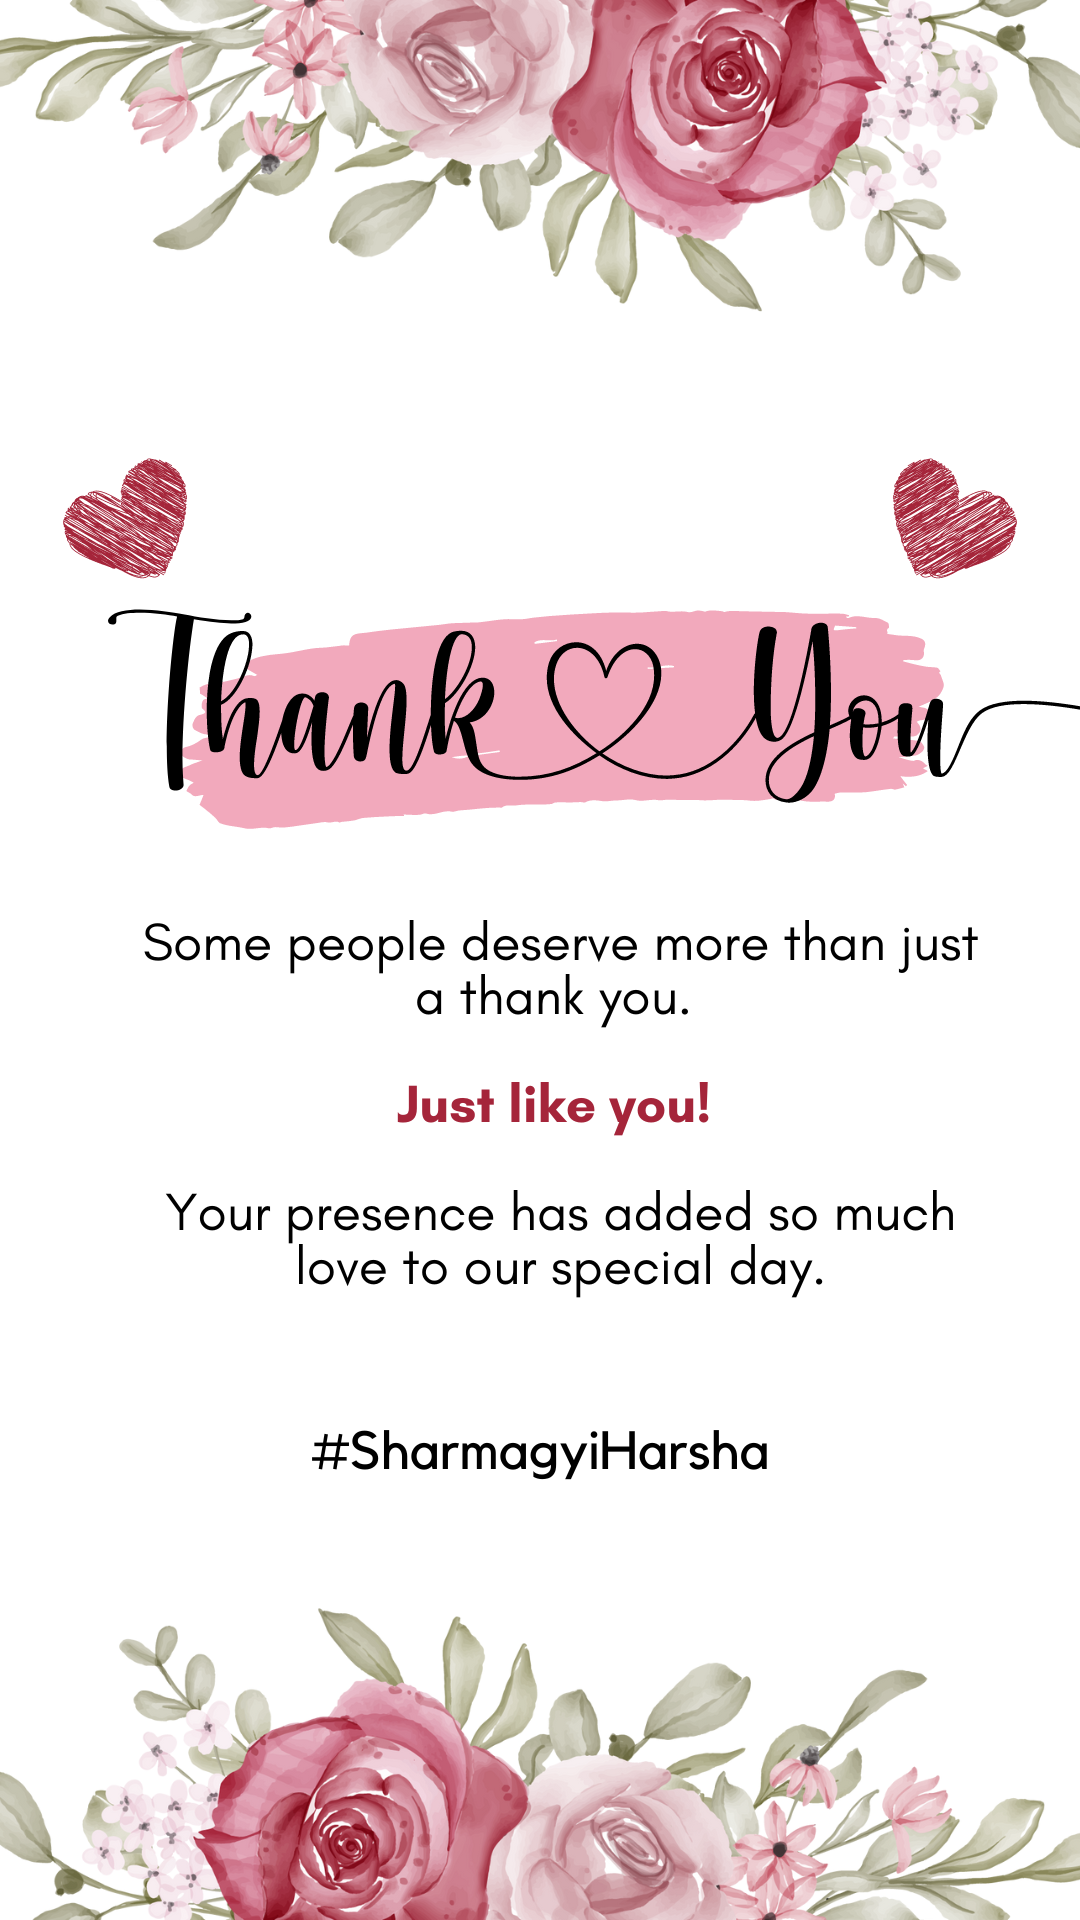 Thank You
Some people deserve more than just
a thank you.
Just like you!
Your presence has added so much
love to our special day.
#SharmagyiHarsha